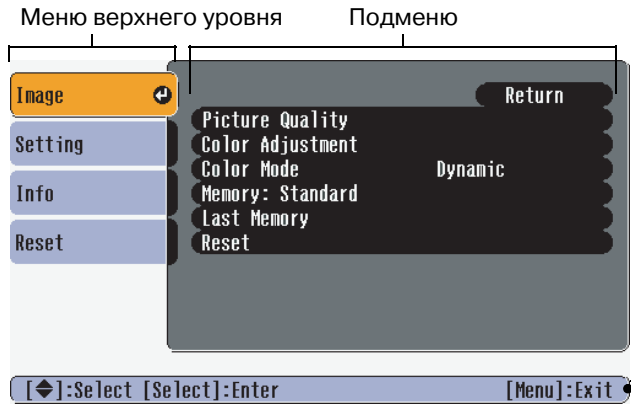 Меню верхнего уровня Подменю
Image
Return
Picture Quality
Setting
Color Adjustment
Color Mode Dynamic
Info
Memory: Standard
Last Memory
Reset
Reset
[]:Select [Select]:Enter [Menu]:Exit